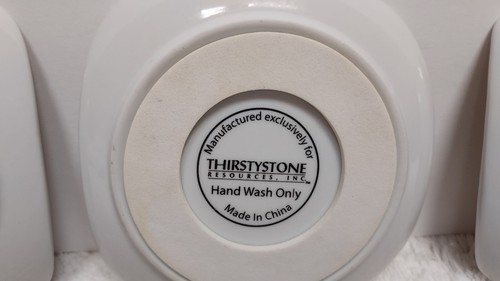 Manufactured exclusively for
THIRSTYSTONE
RESOURCES, INC.
Hand Wash Only
Made In China